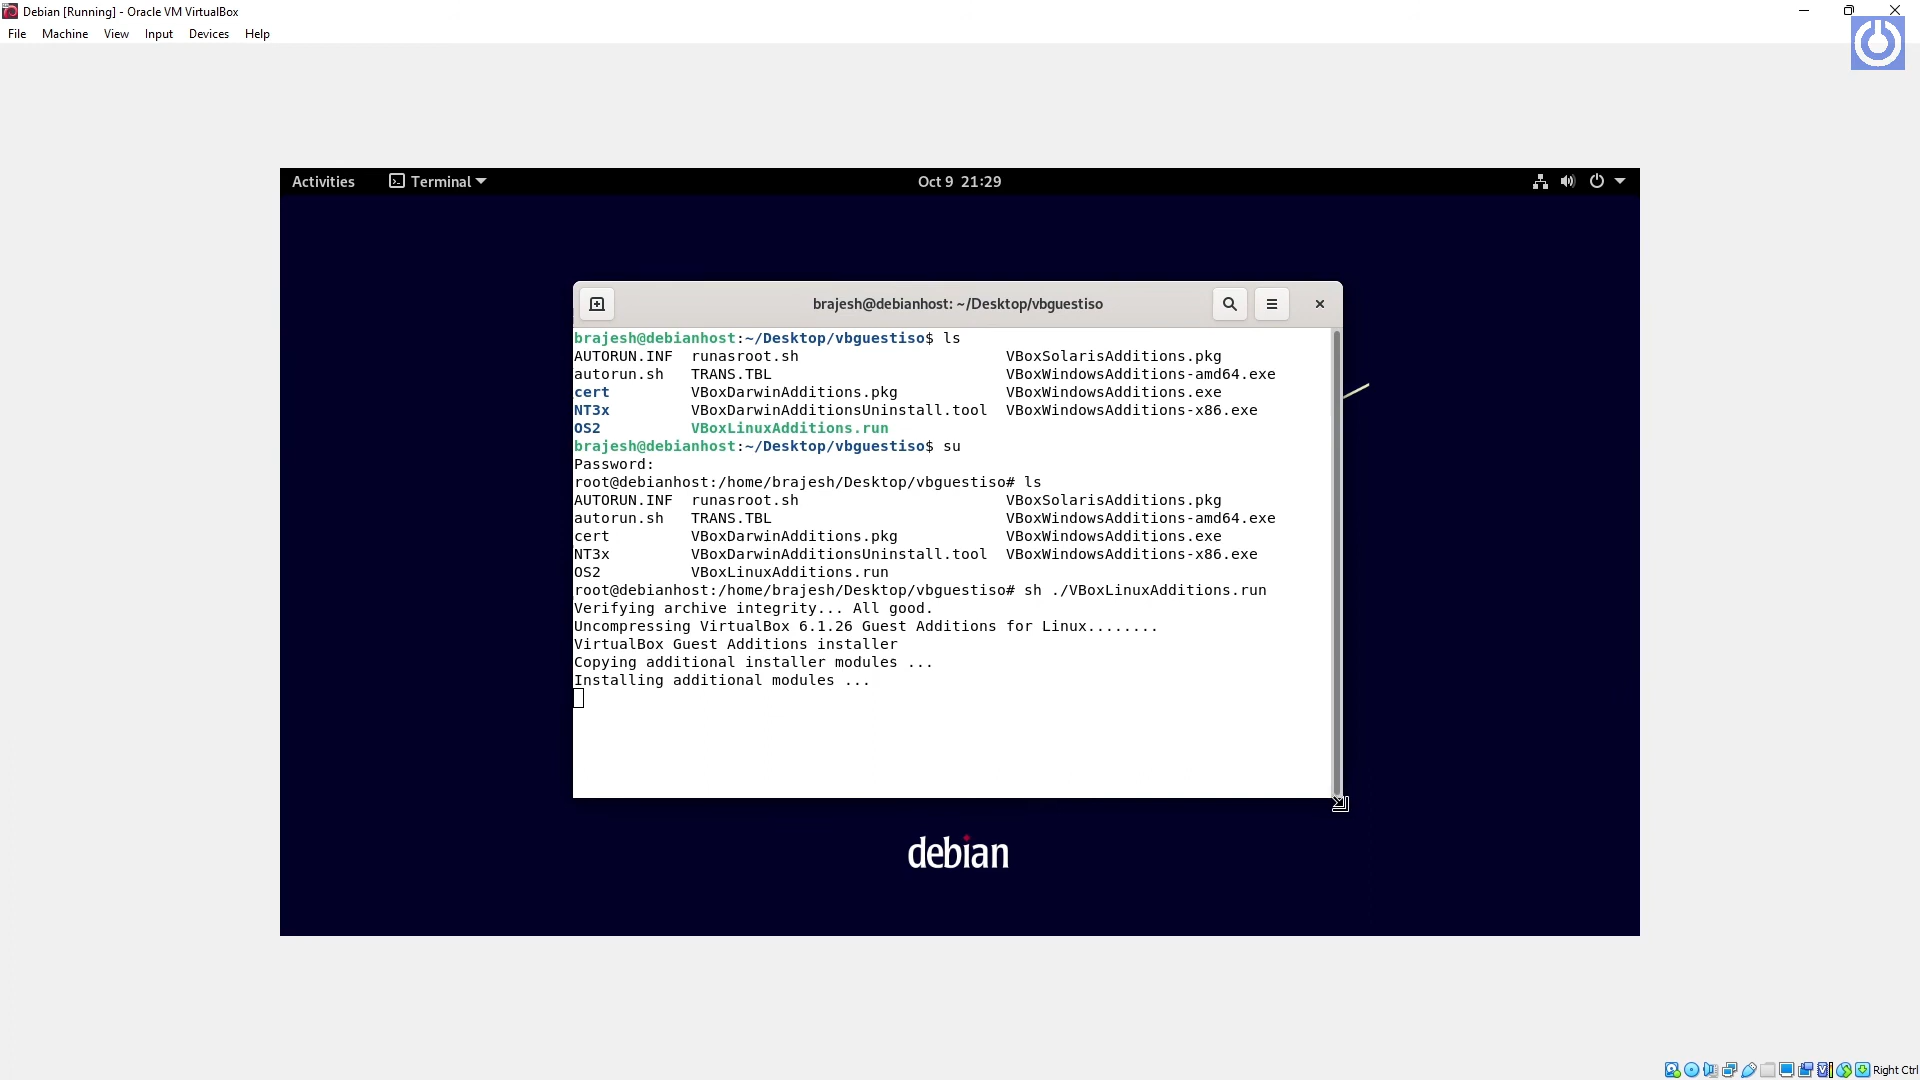 Debian [Running] - Oracle VM VirtualBox
File Machine View Input Devices Help
Activities Terminal Oct 9 21:29
brajesh@debianhost: ~/Desktop/vbguestiso
brajesh@debianhost:~/Desktop/vbguestiso$ ls
AUTORUN.INF runasroot.sh VBoxSolarisAdditions.pkg
autorun.sh TRANS.TBL VBoxWindowsAdditions-amd64.exe
cert VBoxDarwinAdditions.pkg VBoxWindowsAdditions.exe
NT3x VBoxDarwinAdditionsUninstall.tool VBoxWindowsAdditions-x86.exe
OS2 VBoxLinuxAdditions.run
brajesh@debianhost:~/Desktop/vbguestiso$ su
Password:
root@debianhost:/home/brajesh/Desktop/vbguestiso# ls
AUTORUN.INF runasroot.sh VBoxSolarisAdditions.pkg
autorun.sh TRANS.TBL VBoxWindowsAdditions-amd64.exe
cert VBoxDarwinAdditions.pkg VBoxWindowsAdditions.exe
NT3x VBoxDarwinAdditionsUninstall.tool VBoxWindowsAdditions-x86.exe
OS2 VBoxLinuxAdditions.run
root@debianhost:/home/brajesh/Desktop/vbguestiso# sh ./VBoxLinuxAdditions.run
Verifying archive integrity... All good.
Uncompressing VirtualBox 6.1.26 Guest Additions for Linux........
VirtualBox Guest Additions installer
Copying additional installer modules ...
Installing additional modules ...
debian
Right Ctrl